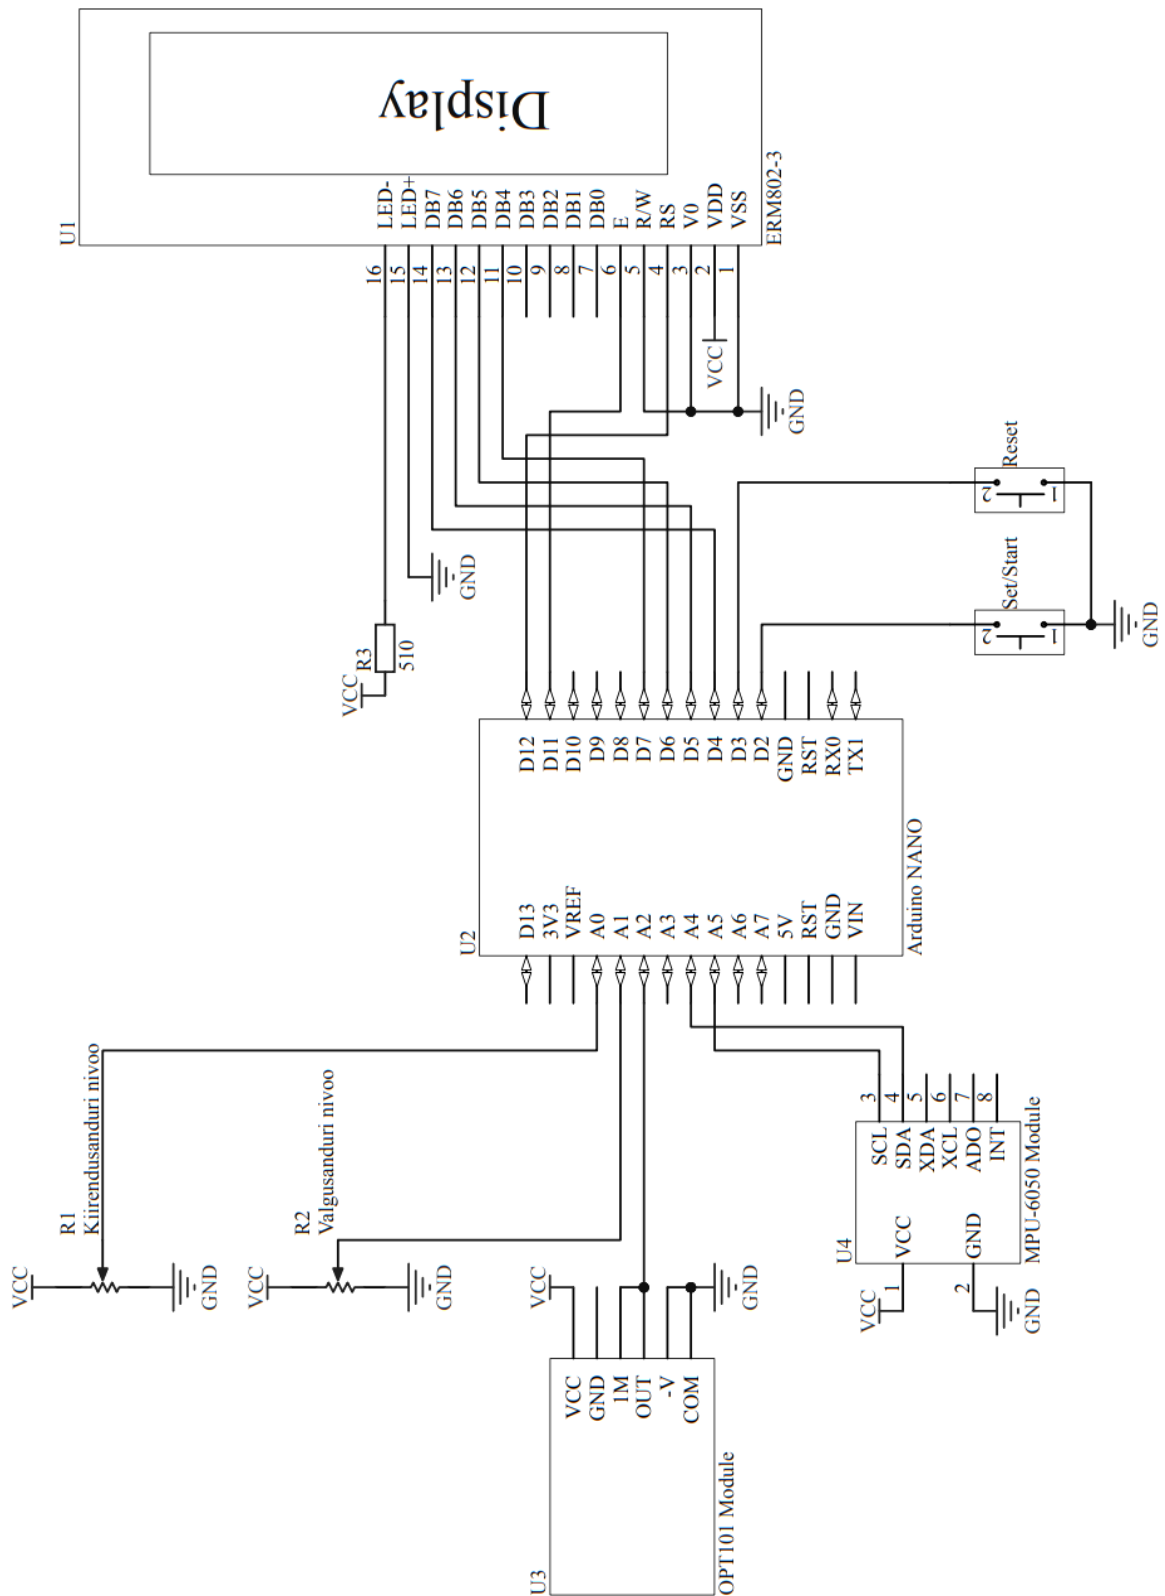 U1
Display
ERM802-3
LED-
LED+
DB7
DB6
DB5
DB4
DB3
DB2
DB1
DB0
E
R/W
RS
V0
VDD
VSS
16
15
14
13
12
11
10
9
8
7
6
5
4
3
2
1
VCC
GND
GND
VCC
R3
510
Reset
2
1
Set/Start
2
1
GND
U2
Arduino NANO
D12
D11
D10
D9
D8
D7
D6
D5
D4
D3
D2
GND
RST
RX0
TX1
D13
3V3
VREF
A0
A1
A2
A3
A4
A5
A6
A7
5V
RST
GND
VIN
R1
Kiirendusanduri nivoo
VCC
GND
R2
Valgusanduri nivoo
VCC
GND
U3
OPT101 Module
VCC
GND
1M
OUT
-V
COM
VCC
GND
U4
MPU-6050 Module
SCL
SDA
XDA
XCL
ADO
INT
3
4
5
6
7
8
VCC
GND
1
2
VCC
GND